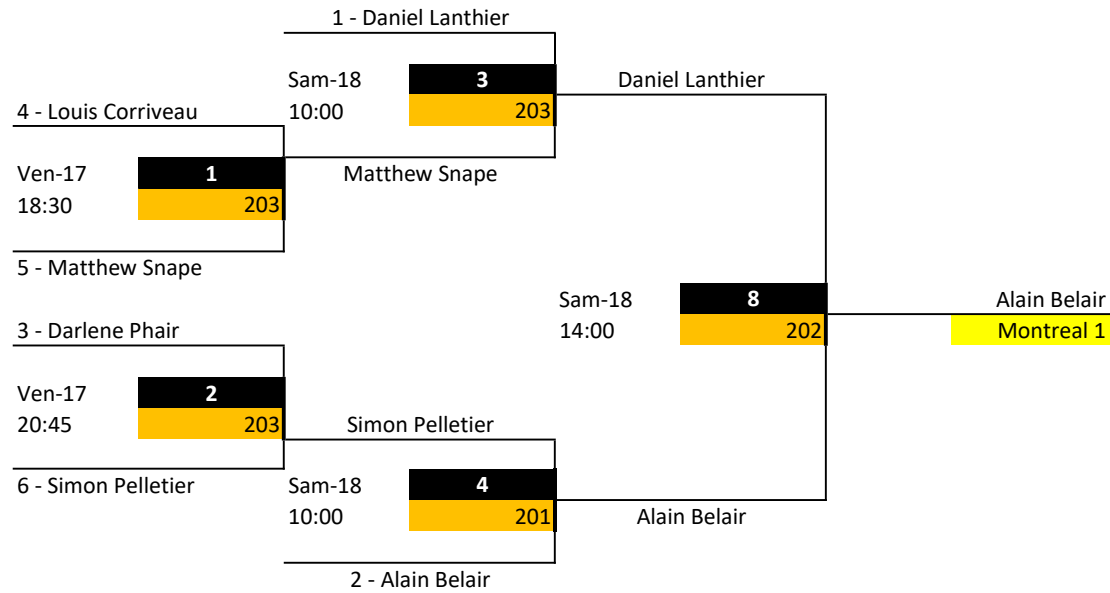 1 - Daniel Lanthier
Sam-18 3 Daniel Lanthier
4 - Louis Corriveau 10:00 203
Ven-17 1 Matthew Snape
18:30 203
5 - Matthew Snape
Sam-18 8 Alain Belair
3 - Darlene Phair 14:00 202 Montreal 1
Ven-17 2
20:45 203 Simon Pelletier
6 - Simon Pelletier Sam-18 4
10:00 201 Alain Belair
2 - Alain Belair